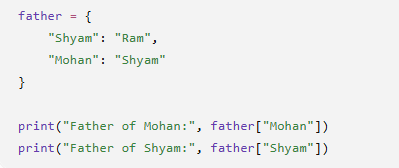 father = {
    "Shyam": "Ram",
    "Mohan": "Shyam"
}

print("Father of Mohan:", father["Mohan"])
print("Father of Shyam:", father["Shyam"])